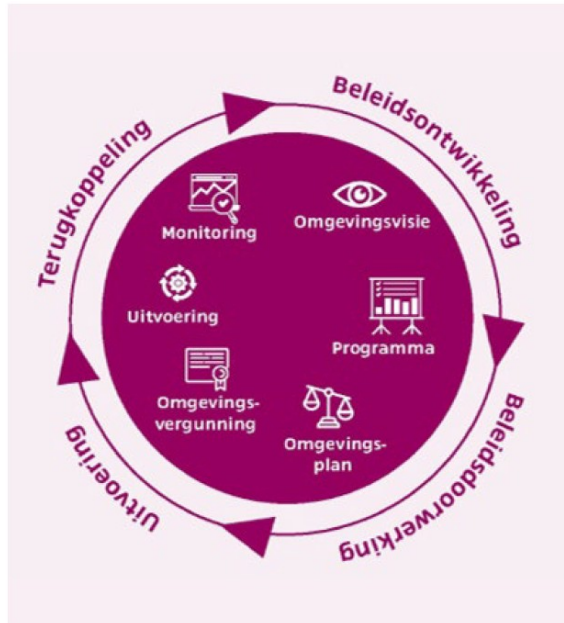 Beleidsontwikkeling
Terugkoppeling
Monitoring
Omgevingsvisie
Uitvoering
Programma
Omgevings-
vergunning
Omgevings-
plan
Uitvoering
Beleidsdoorwerking